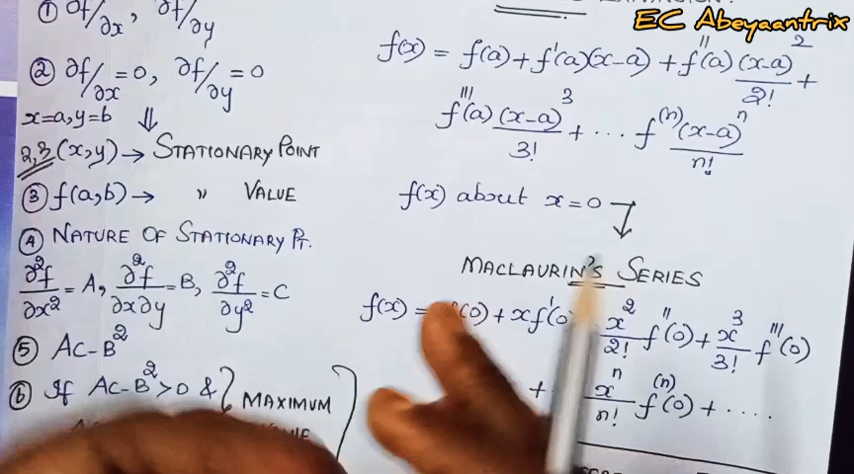 EC Abeyaantrix
① ∂f/∂x, ∂f/∂y
② ∂f/∂x = 0, ∂f/∂y = 0
x=a, y=b ⇓
2,3 (x,y) → STATIONARY POINT
③ f(a,b) → " VALUE
④ NATURE OF STATIONARY PT.
∂²f/∂x² = A, ∂²f/∂x∂y = B, ∂²f/∂y² = C
⑤ AC-B²
⑥ If AC-B² > 0 & } MAXIMUM
f(x) = f(a) + f'(a)(x-a) + f''(a) (x-a)²/2! +
f'''(a) (x-a)³/3! + ... f⁽ⁿ⁾ (x-a)ⁿ/n!
f(x) about x=0 ↓
MACLAURIN'S SERIES
f(x) = f(0) + xf'(0 x²/2! f''(0) + x³/3! f'''(0)
+ xⁿ/n! f⁽ⁿ⁾(0) + ....